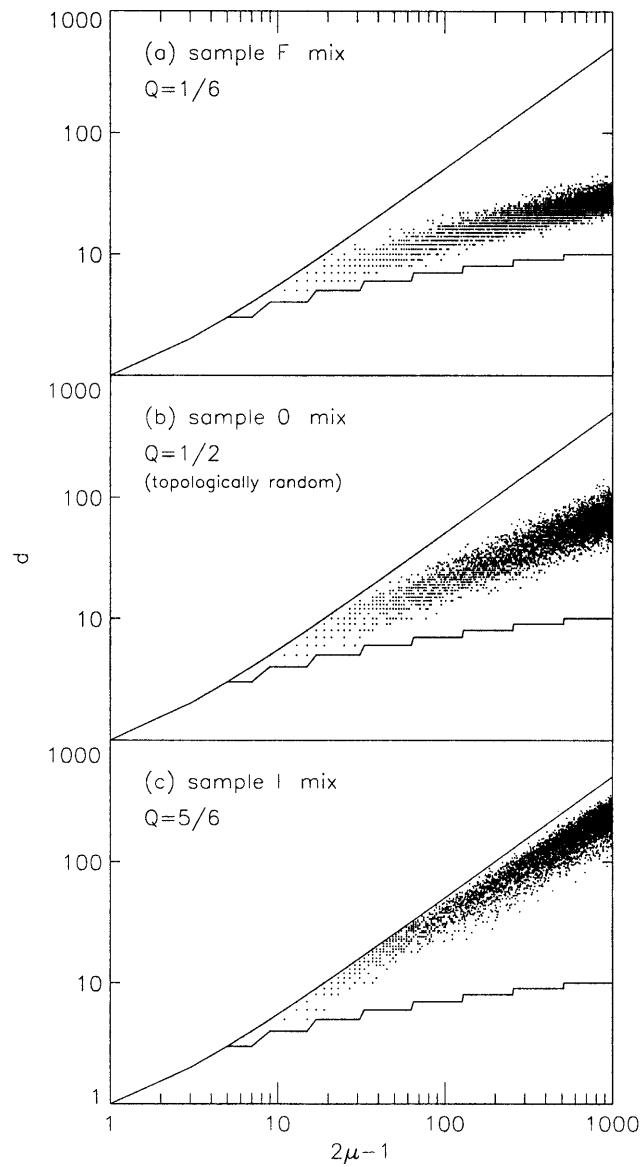 1000
(a) sample F mix
Q=1/6
100
10
1000
(b) sample O mix
Q=1/2
(topologically random)
100
d
10
1000
(c) sample I mix
Q=5/6
100
10
1
1 10 100 1000
2μ-1